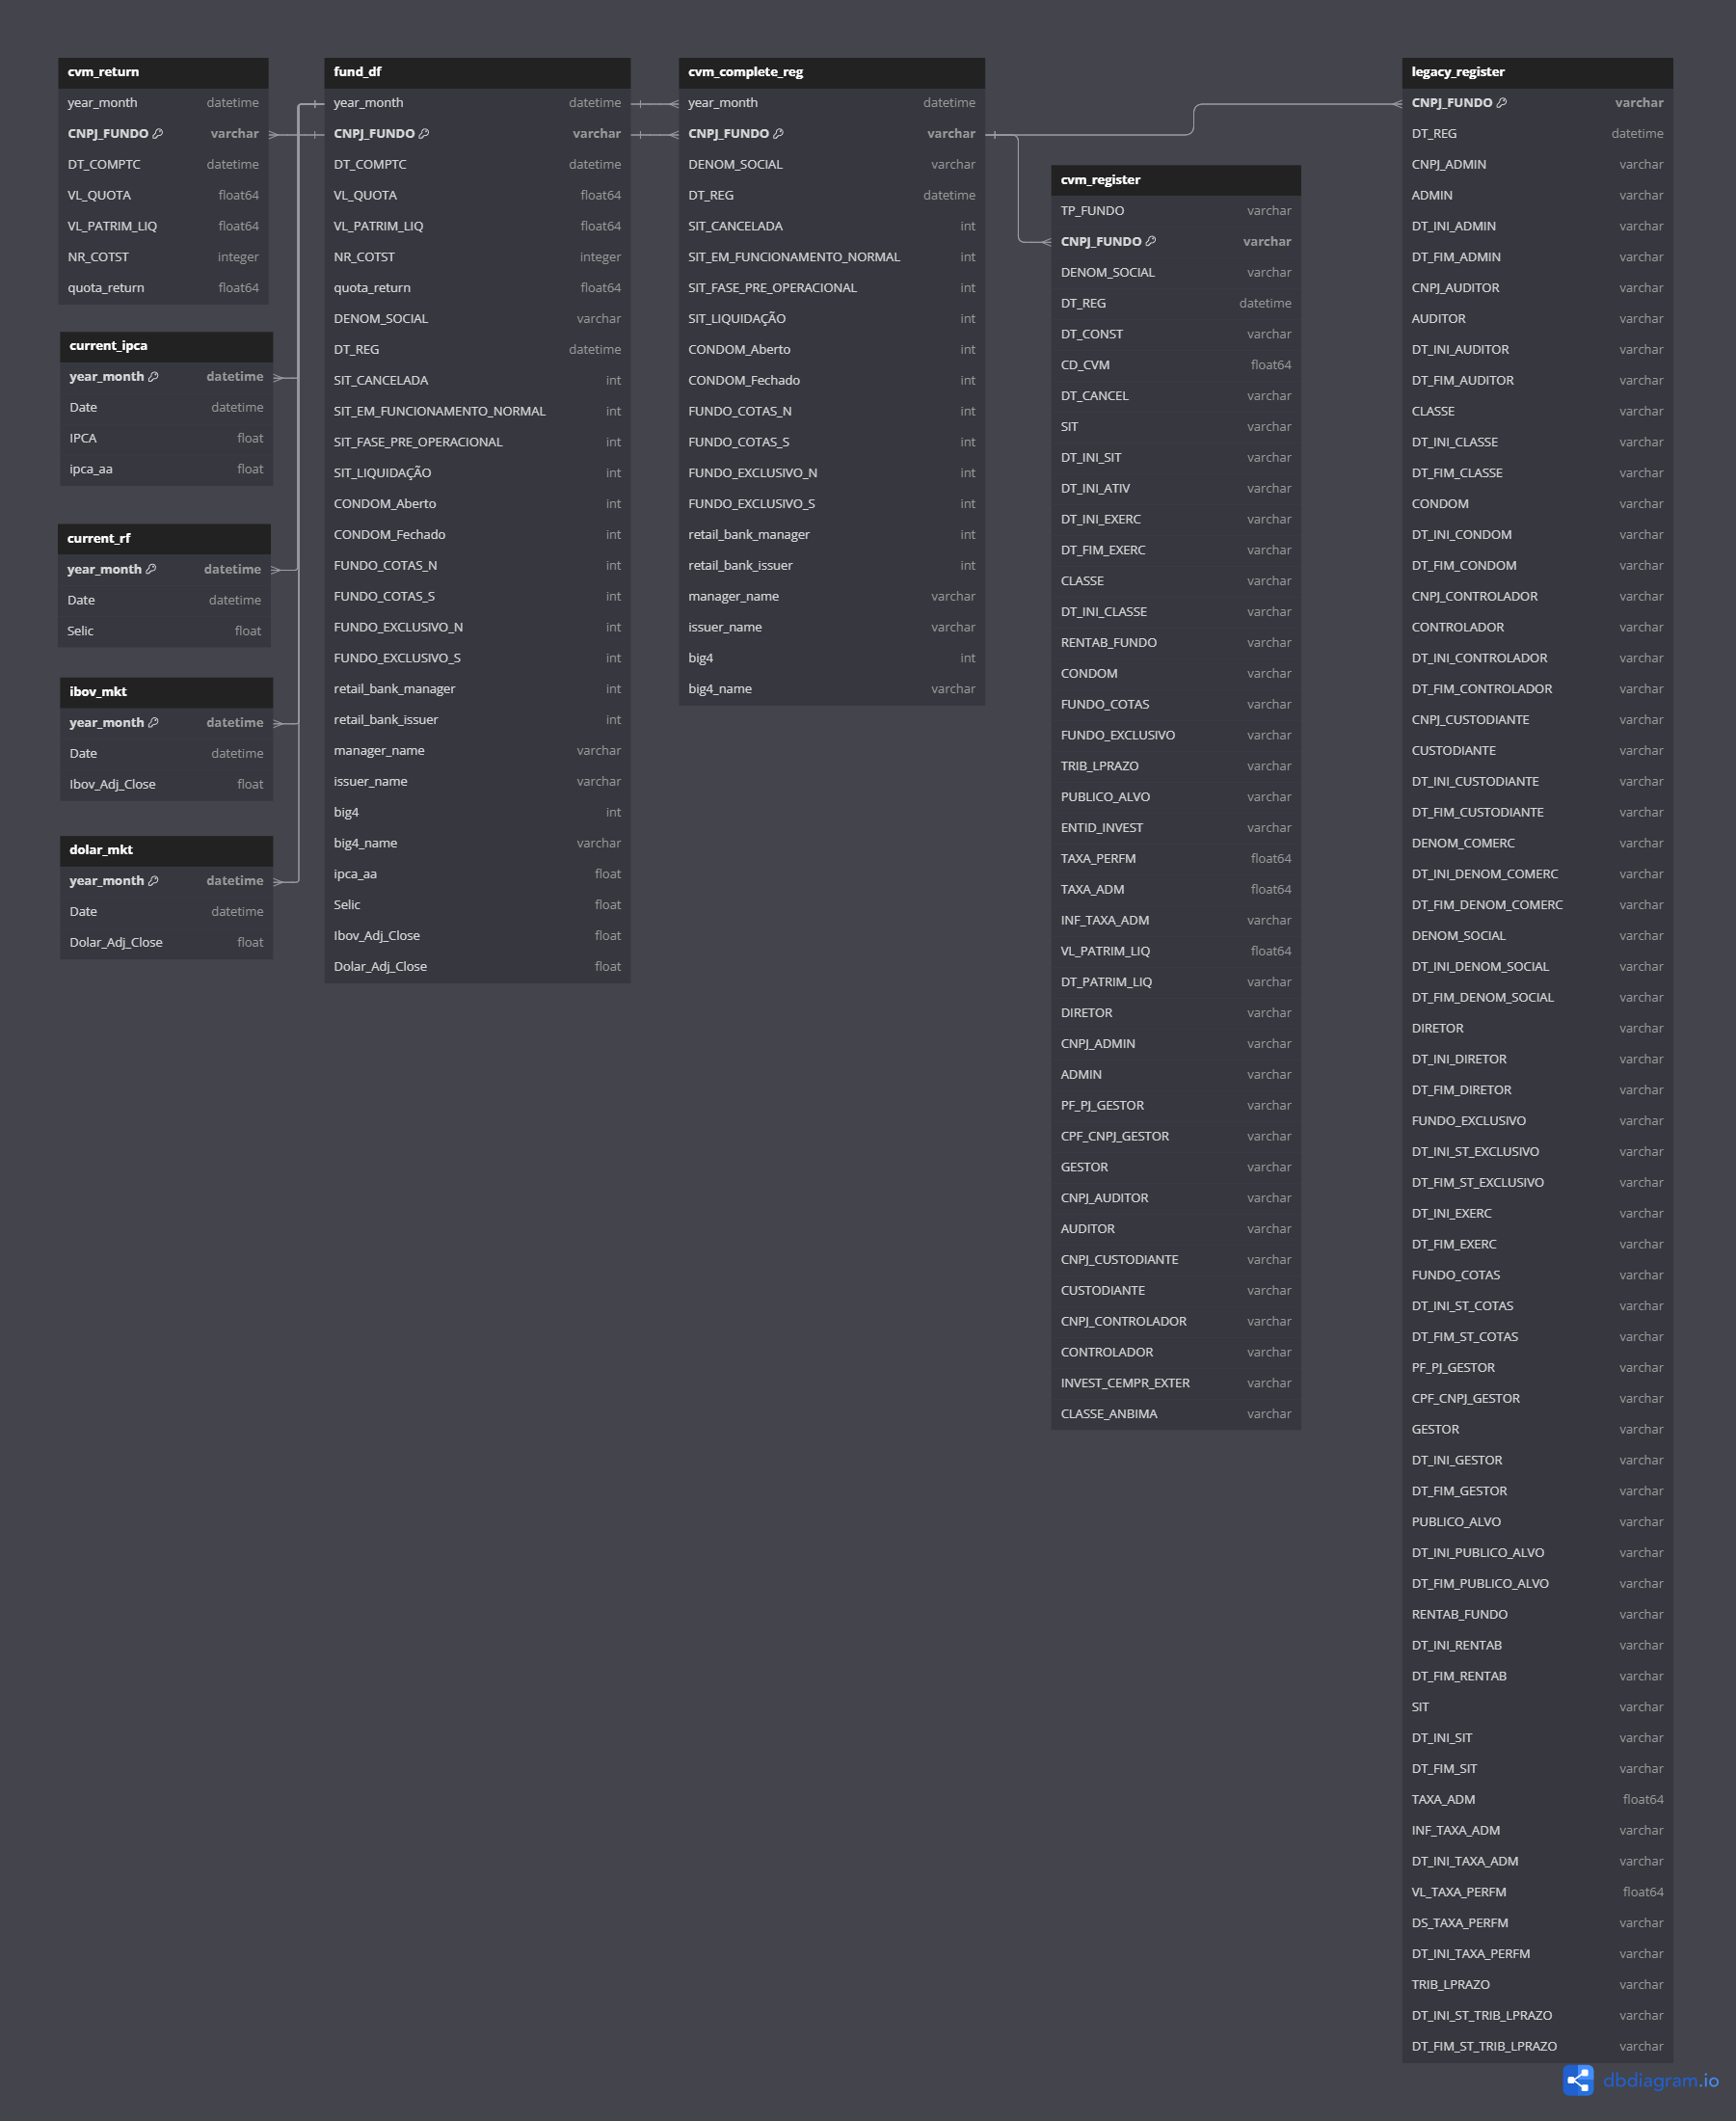 cvm_return
year_month datetime
CNPJ_FUNDO varchar
DT_COMPTC datetime
VL_QUOTA float64
VL_PATRIM_LIQ float64
NR_COTST integer
quota_return float64
current_ipca
year_month datetime
Date datetime
IPCA float
ipca_aa float
current_rf
year_month datetime
Date datetime
Selic float
ibov_mkt
year_month datetime
Date datetime
Ibov_Adj_Close float
dolar_mkt
year_month datetime
Date datetime
Dolar_Adj_Close float
fund_df
year_month datetime
CNPJ_FUNDO varchar
DT_COMPTC datetime
VL_QUOTA float64
VL_PATRIM_LIQ float64
NR_COTST integer
quota_return float64
DENOM_SOCIAL varchar
DT_REG datetime
SIT_CANCELADA int
SIT_EM_FUNCIONAMENTO_NORMAL int
SIT_FASE_PRE_OPERACIONAL int
SIT_LIQUIDAÇÃO int
CONDOM_Aberto int
CONDOM_Fechado int
FUNDO_COTAS_N int
FUNDO_COTAS_S int
FUNDO_EXCLUSIVO_N int
FUNDO_EXCLUSIVO_S int
retail_bank_manager int
retail_bank_issuer int
manager_name varchar
issuer_name varchar
big4 int
big4_name varchar
ipca_aa float
Selic float
Ibov_Adj_Close float
Dolar_Adj_Close float
cvm_complete_reg
year_month datetime
CNPJ_FUNDO varchar
DENOM_SOCIAL varchar
DT_REG datetime
SIT_CANCELADA int
SIT_EM_FUNCIONAMENTO_NORMAL int
SIT_FASE_PRE_OPERACIONAL int
SIT_LIQUIDAÇÃO int
CONDOM_Aberto int
CONDOM_Fechado int
FUNDO_COTAS_N int
FUNDO_COTAS_S int
FUNDO_EXCLUSIVO_N int
FUNDO_EXCLUSIVO_S int
retail_bank_manager int
retail_bank_issuer int
manager_name varchar
issuer_name varchar
big4 int
big4_name varchar
cvm_register
TP_FUNDO varchar
CNPJ_FUNDO varchar
DENOM_SOCIAL varchar
DT_REG datetime
DT_CONST varchar
CD_CVM float64
DT_CANCEL varchar
SIT varchar
DT_INI_SIT varchar
DT_INI_ATIV varchar
DT_INI_EXERC varchar
DT_FIM_EXERC varchar
CLASSE varchar
DT_INI_CLASSE varchar
RENTAB_FUNDO varchar
CONDOM varchar
FUNDO_COTAS varchar
FUNDO_EXCLUSIVO varchar
TRIB_LPRAZO varchar
PUBLICO_ALVO varchar
ENTID_INVEST varchar
TAXA_PERFM float64
TAXA_ADM float64
INF_TAXA_ADM varchar
VL_PATRIM_LIQ float64
DT_PATRIM_LIQ varchar
DIRETOR varchar
CNPJ_ADMIN varchar
ADMIN varchar
PF_PJ_GESTOR varchar
CPF_CNPJ_GESTOR varchar
GESTOR varchar
CNPJ_AUDITOR varchar
AUDITOR varchar
CNPJ_CUSTODIANTE varchar
CUSTODIANTE varchar
CNPJ_CONTROLADOR varchar
CONTROLADOR varchar
INVEST_CEMPR_EXTER varchar
CLASSE_ANBIMA varchar
legacy_register
CNPJ_FUNDO varchar
DT_REG datetime
CNPJ_ADMIN varchar
ADMIN varchar
DT_INI_ADMIN varchar
DT_FIM_ADMIN varchar
CNPJ_AUDITOR varchar
AUDITOR varchar
DT_INI_AUDITOR varchar
DT_FIM_AUDITOR varchar
CLASSE varchar
DT_INI_CLASSE varchar
DT_FIM_CLASSE varchar
CONDOM varchar
DT_INI_CONDOM varchar
DT_FIM_CONDOM varchar
CNPJ_CONTROLADOR varchar
CONTROLADOR varchar
DT_INI_CONTROLADOR varchar
DT_FIM_CONTROLADOR varchar
CNPJ_CUSTODIANTE varchar
CUSTODIANTE varchar
DT_INI_CUSTODIANTE varchar
DT_FIM_CUSTODIANTE varchar
DENOM_COMERC varchar
DT_INI_DENOM_COMERC varchar
DT_FIM_DENOM_COMERC varchar
DENOM_SOCIAL varchar
DT_INI_DENOM_SOCIAL varchar
DT_FIM_DENOM_SOCIAL varchar
DIRETOR varchar
DT_INI_DIRETOR varchar
DT_FIM_DIRETOR varchar
FUNDO_EXCLUSIVO varchar
DT_INI_ST_EXCLUSIVO varchar
DT_FIM_ST_EXCLUSIVO varchar
DT_INI_EXERC varchar
DT_FIM_EXERC varchar
FUNDO_COTAS varchar
DT_INI_ST_COTAS varchar
DT_FIM_ST_COTAS varchar
PF_PJ_GESTOR varchar
CPF_CNPJ_GESTOR varchar
GESTOR varchar
DT_INI_GESTOR varchar
DT_FIM_GESTOR varchar
PUBLICO_ALVO varchar
DT_INI_PUBLICO_ALVO varchar
DT_FIM_PUBLICO_ALVO varchar
RENTAB_FUNDO varchar
DT_INI_RENTAB varchar
DT_FIM_RENTAB varchar
SIT varchar
DT_INI_SIT varchar
DT_FIM_SIT varchar
TAXA_ADM float64
INF_TAXA_ADM varchar
DT_INI_TAXA_ADM varchar
VL_TAXA_PERFM float64
DS_TAXA_PERFM varchar
DT_INI_TAXA_PERFM varchar
TRIB_LPRAZO varchar
DT_INI_ST_TRIB_LPRAZO varchar
DT_FIM_ST_TRIB_LPRAZO varchar
dbdiagram.io